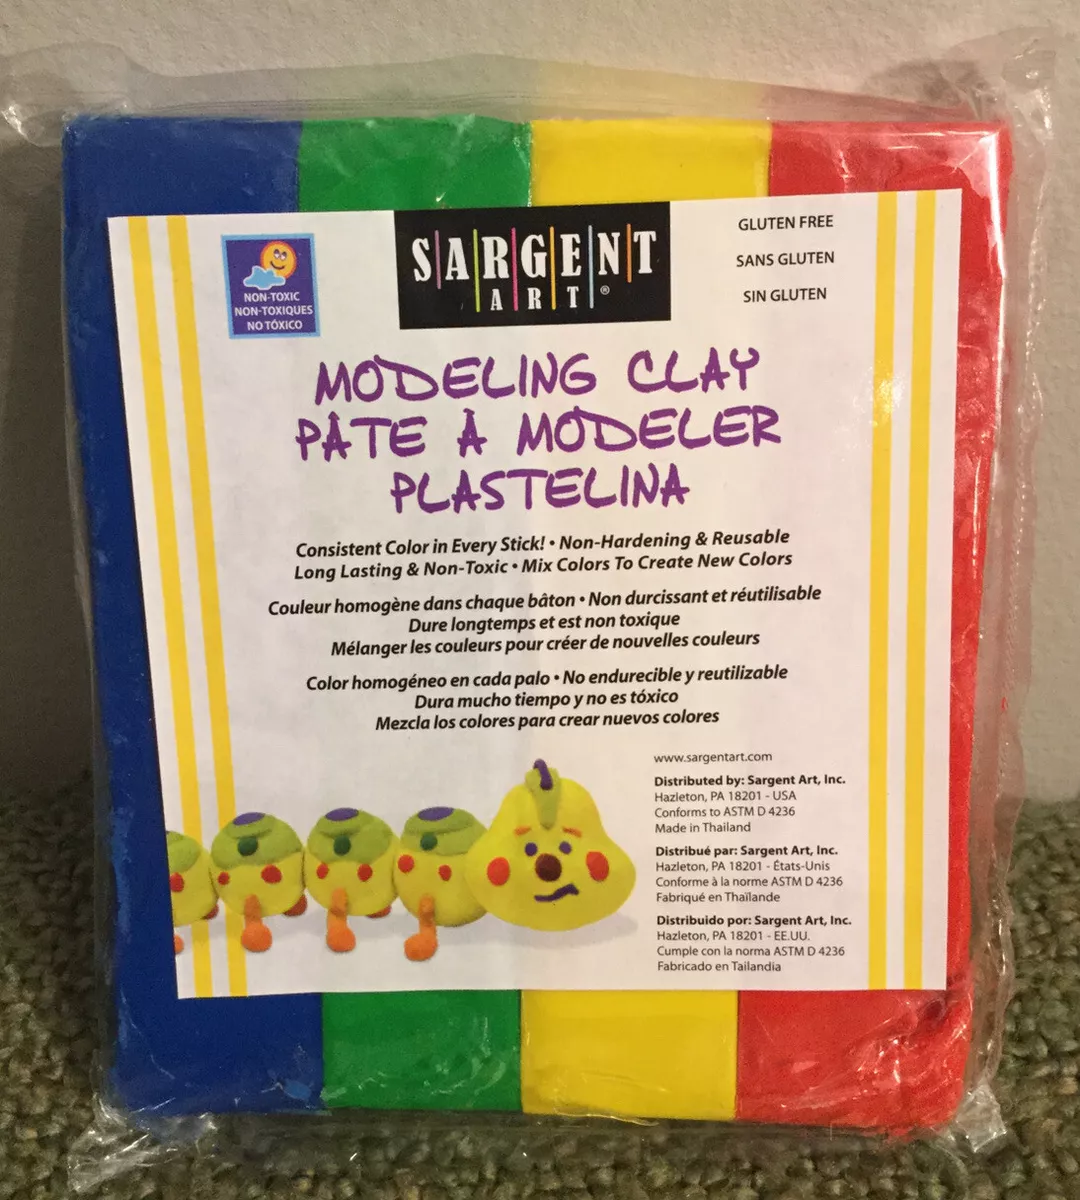 SARGENT
ART®
GLUTEN FREE
SANS GLUTEN
SIN GLUTEN
NON-TOXIC
NON-TOXIQUES
NO TÓXICO
MODELING CLAY
PÂTE À MODELER
PLASTELINA
Consistent Color in Every Stick! • Non-Hardening & Reusable
Long Lasting & Non-Toxic • Mix Colors To Create New Colors
Couleur homogène dans chaque bâton • Non durcissant et réutilisable
Dure longtemps et est non toxique
Mélanger les couleurs pour créer de nouvelles couleurs
Color homogéneo en cada palo • No endurecible y reutilizable
Dura mucho tiempo y no es tóxico
Mezcla los colores para crear nuevos colores
www.sargentart.com
Distributed by: Sargent Art, Inc.
Hazleton, PA 18201 - USA
Conforms to ASTM D 4236
Made in Thailand
Distribué par: Sargent Art, Inc.
Hazleton, PA 18201 - États-Unis
Conforme à la norme ASTM D 4236
Fabriqué en Thaïlande
Distribuido por: Sargent Art, Inc.
Hazleton, PA 18201 - EE.UU.
Cumple con la norma ASTM D 4236
Fabricado en Tailandia